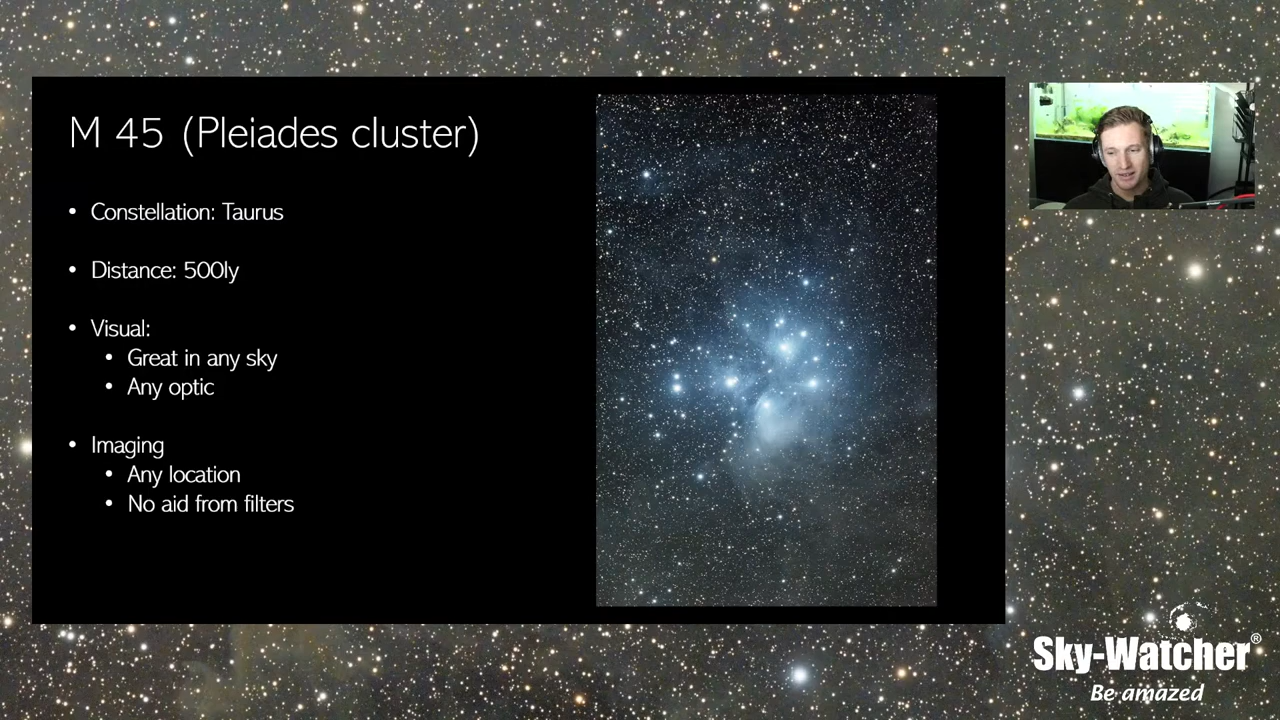 M 45 (Pleiades cluster)
• Constellation: Taurus
• Distance: 500ly
• Visual:
• Great in any sky
• Any optic
• Imaging
• Any location
• No aid from filters
Sky-Watcher®
Be amazed